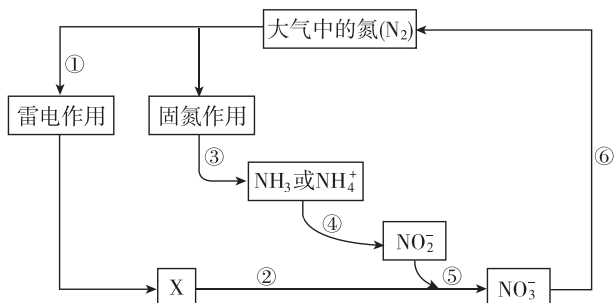 大气中的氮(N₂)
①
雷电作用
固氮作用
③
⑥
NH₃或NH₄⁺
④
NO₂⁻
X
②
⑤
NO₃⁻